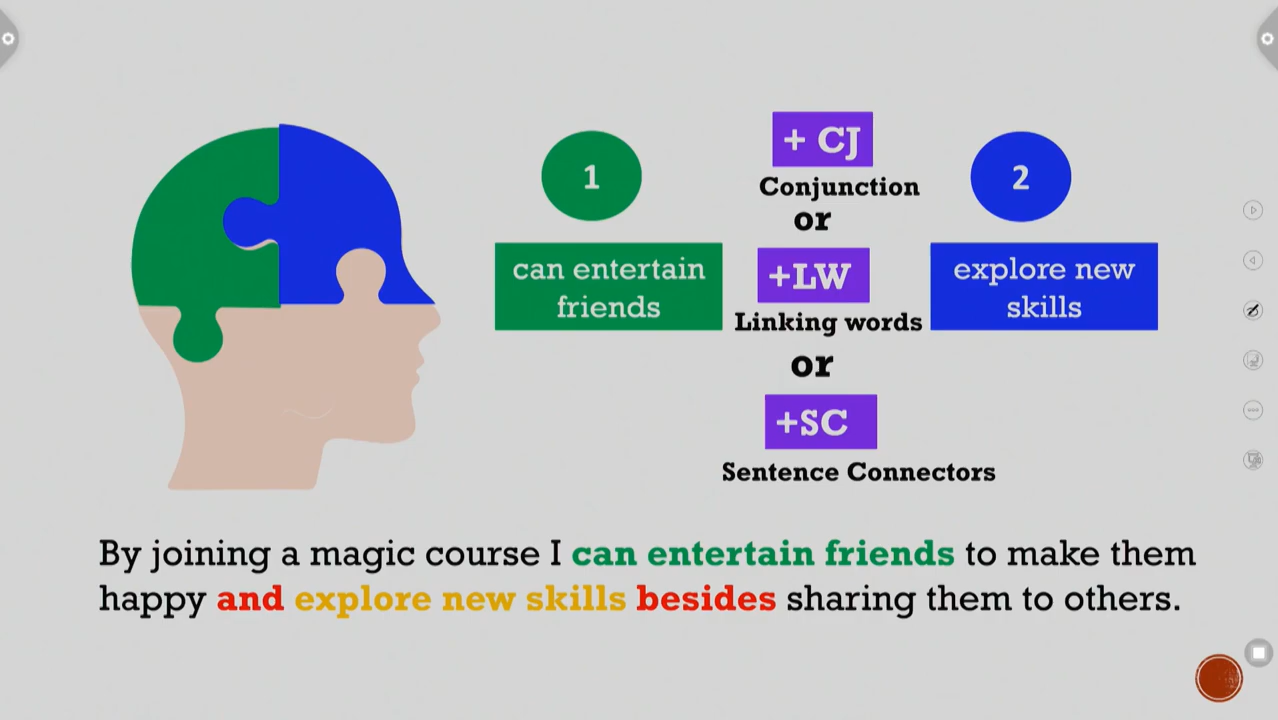 1
+ CJ
2
Conjunction
or
can entertain
friends
+LW
explore new
skills
Linking words
or
+SC
Sentence Connectors
By joining a magic course I can entertain friends to make them
happy and explore new skills besides sharing them to others.